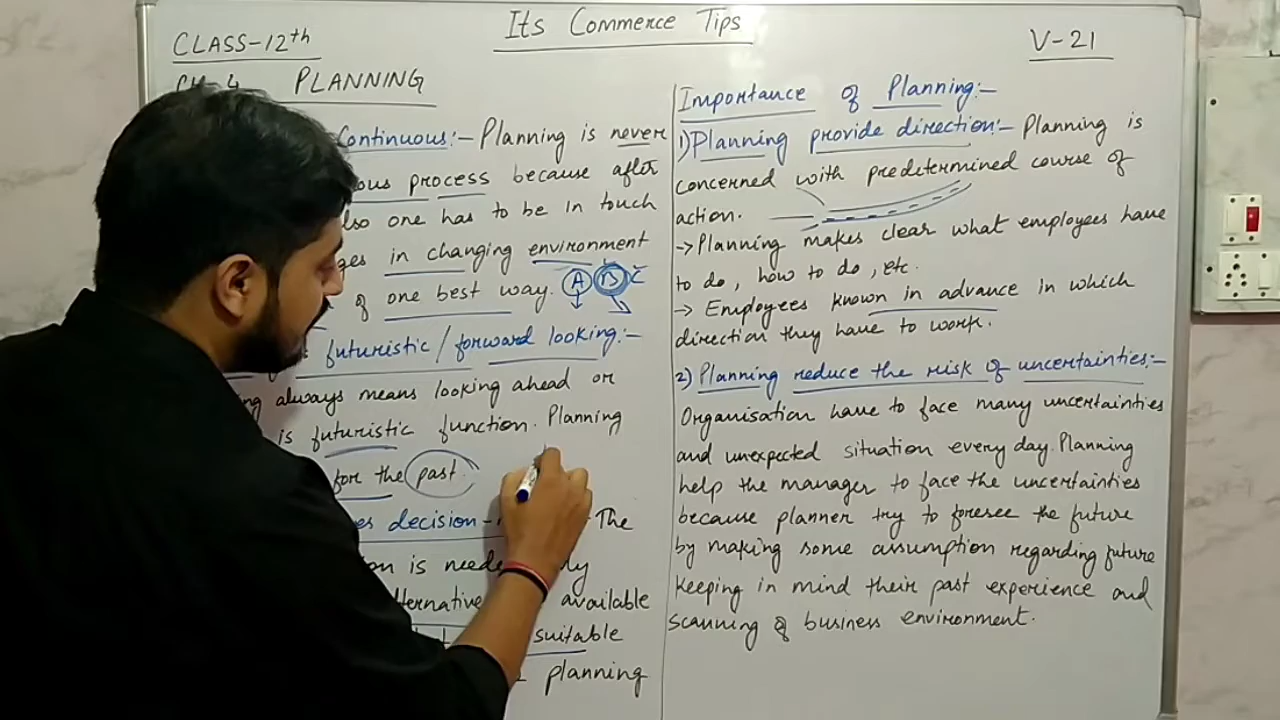 Its Commerce Tips
CLASS-12th
V-21
CH-4 PLANNING
Continuous:- Planning is never
ous process because after
lso one has to be in touch
ges in changing environment
of one best way. A B C
futuristic / forward looking:-
ng always means looking ahead or
is futuristic function. Planning
for the past.
es decision- The
on is
lternative available
suitable
planning
Importance of Planning:-
1) Planning provide direction:- Planning is
concerned with predetermined course of
action.
-> Planning makes clear what employees have
to do, how to do, etc.
-> Employees known in advance in which
direction they have to work.
2) Planning reduce the risk of uncertainties:-
Organisation have to face many uncertainties
and unexpected situation every day. Planning
help the manager to face the uncertainties
because planner try to foresee the future
by making some assumption regarding future
keeping in mind their past experience and
scanning of business environment.